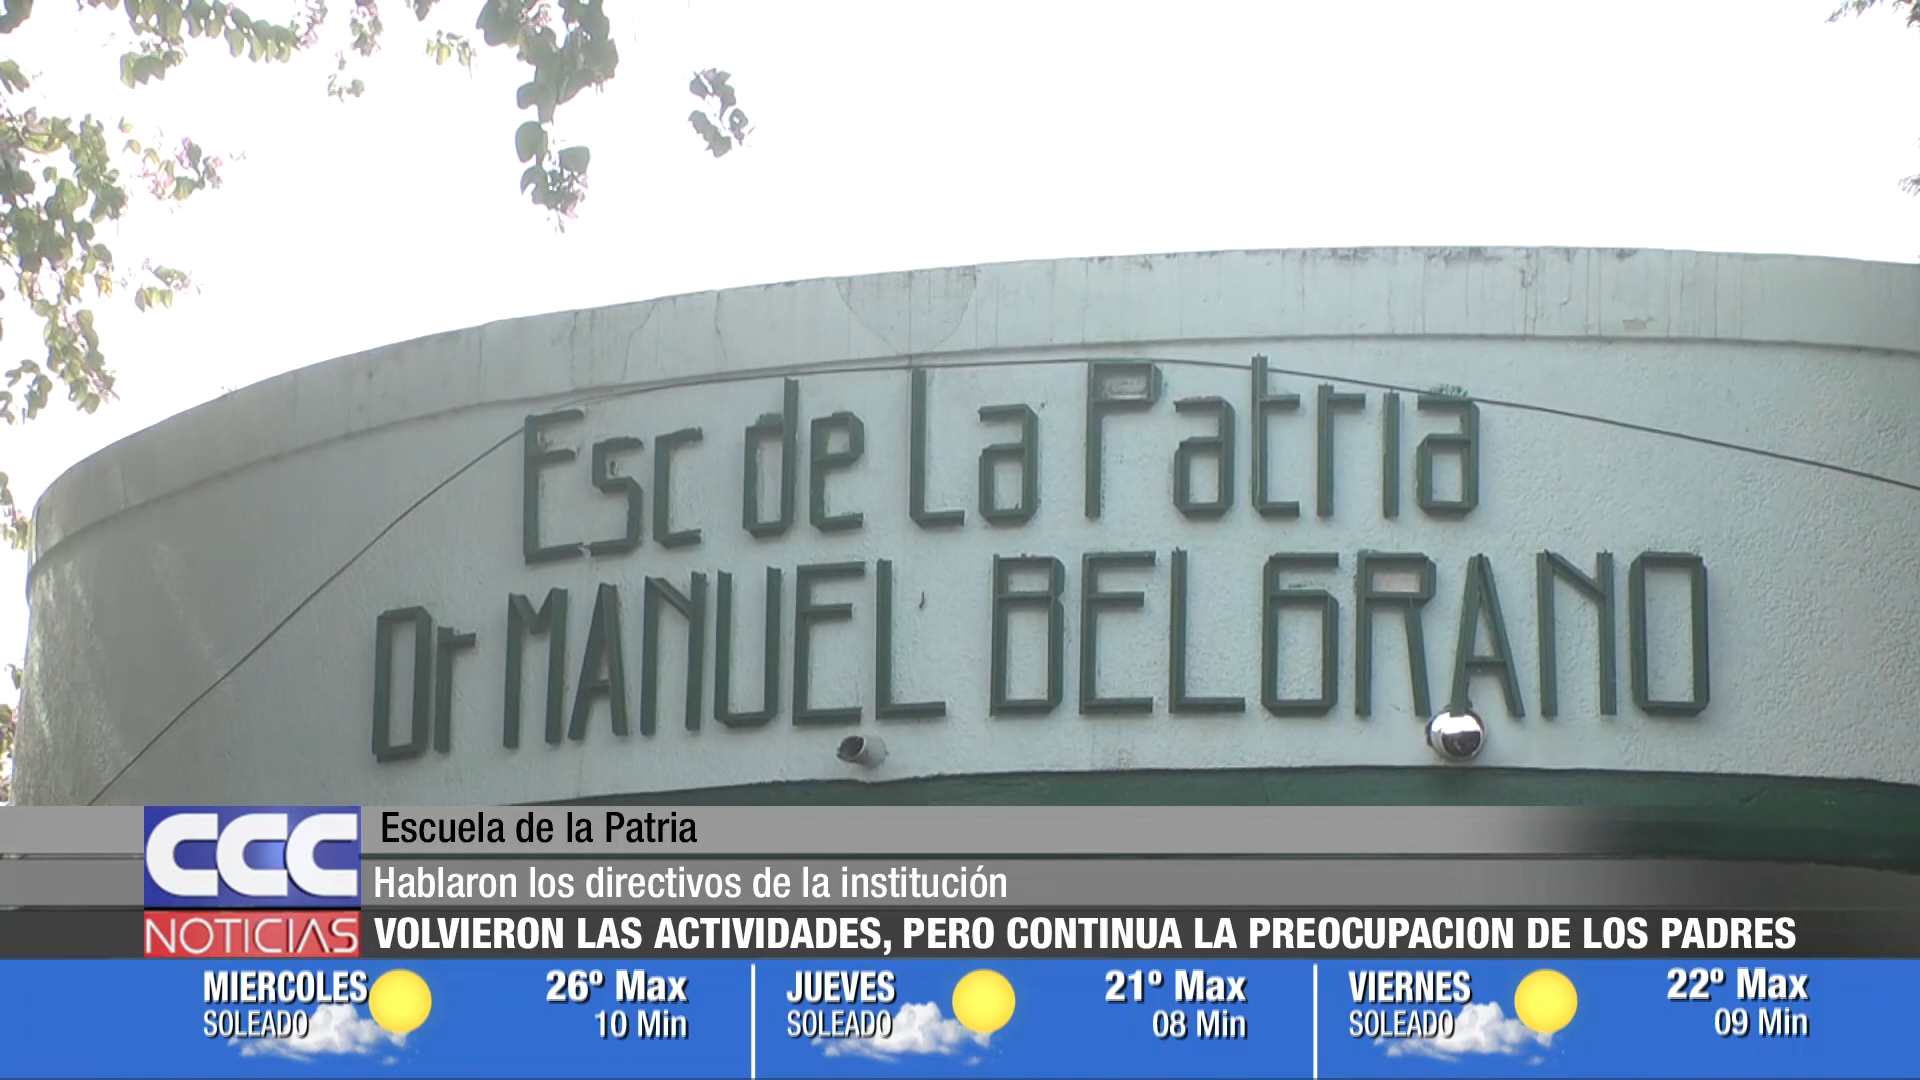 Esc de La Patria
Dr MANUEL BELGRANO
CCC
NOTICIAS
Escuela de la Patria
Hablaron los directivos de la institución
VOLVIERON LAS ACTIVIDADES, PERO CONTINUA LA PREOCUPACION DE LOS PADRES
MIERCOLES
SOLEADO
26º Max
10 Min
JUEVES
SOLEADO
21º Max
08 Min
VIERNES
SOLEADO
22º Max
09 Min